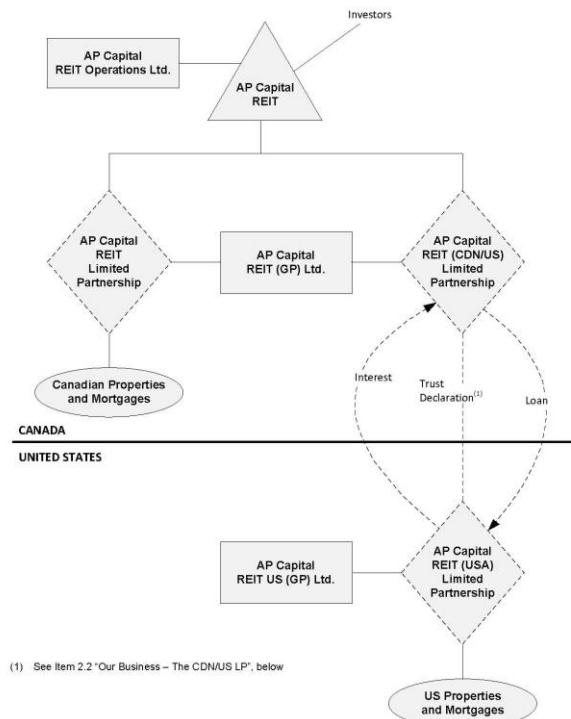 Investors
AP Capital
REIT Operations Ltd.
AP Capital
REIT
AP Capital
REIT
Limited
Partnership
AP Capital
REIT (GP) Ltd.
AP Capital
REIT (CDN/US)
Limited
Partnership
Canadian Properties
and Mortgages
Interest
Trust
Declaration(1)
Loan
CANADA
UNITED STATES
AP Capital
REIT US (GP) Ltd.
AP Capital
REIT (USA)
Limited
Partnership
(1) See Item 2.2 "Our Business – The CDN/US LP", below
US Properties
and Mortgages